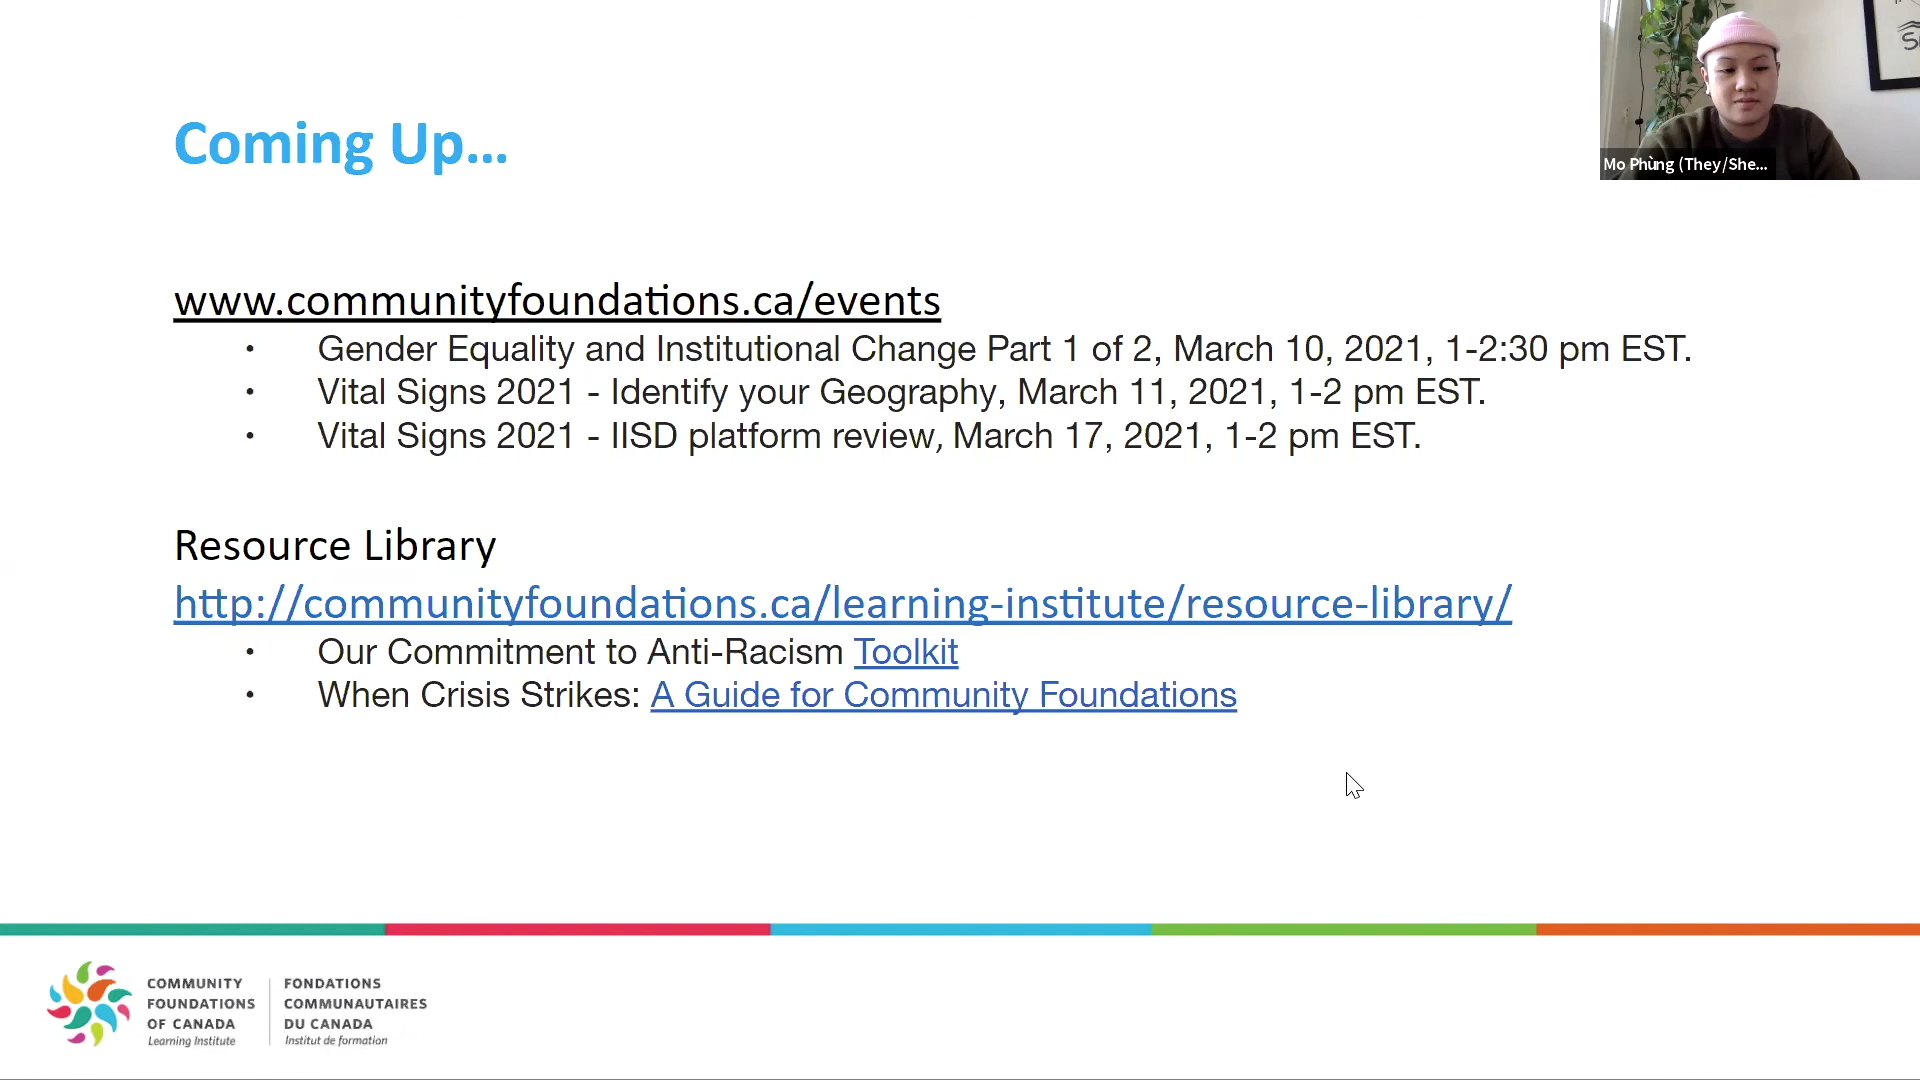 Coming Up...
www.communityfoundations.ca/events
• Gender Equality and Institutional Change Part 1 of 2, March 10, 2021, 1-2:30 pm EST.
• Vital Signs 2021 - Identify your Geography, March 11, 2021, 1-2 pm EST.
• Vital Signs 2021 - IISD platform review, March 17, 2021, 1-2 pm EST.
Resource Library
http://communityfoundations.ca/learning-institute/resource-library/
• Our Commitment to Anti-Racism Toolkit
• When Crisis Strikes: A Guide for Community Foundations
Mo Phùng (They/She...
COMMUNITY
FOUNDATIONS
OF CANADA
Learning Institute
FONDATIONS
COMMUNAUTAIRES
DU CANADA
Institut de formation